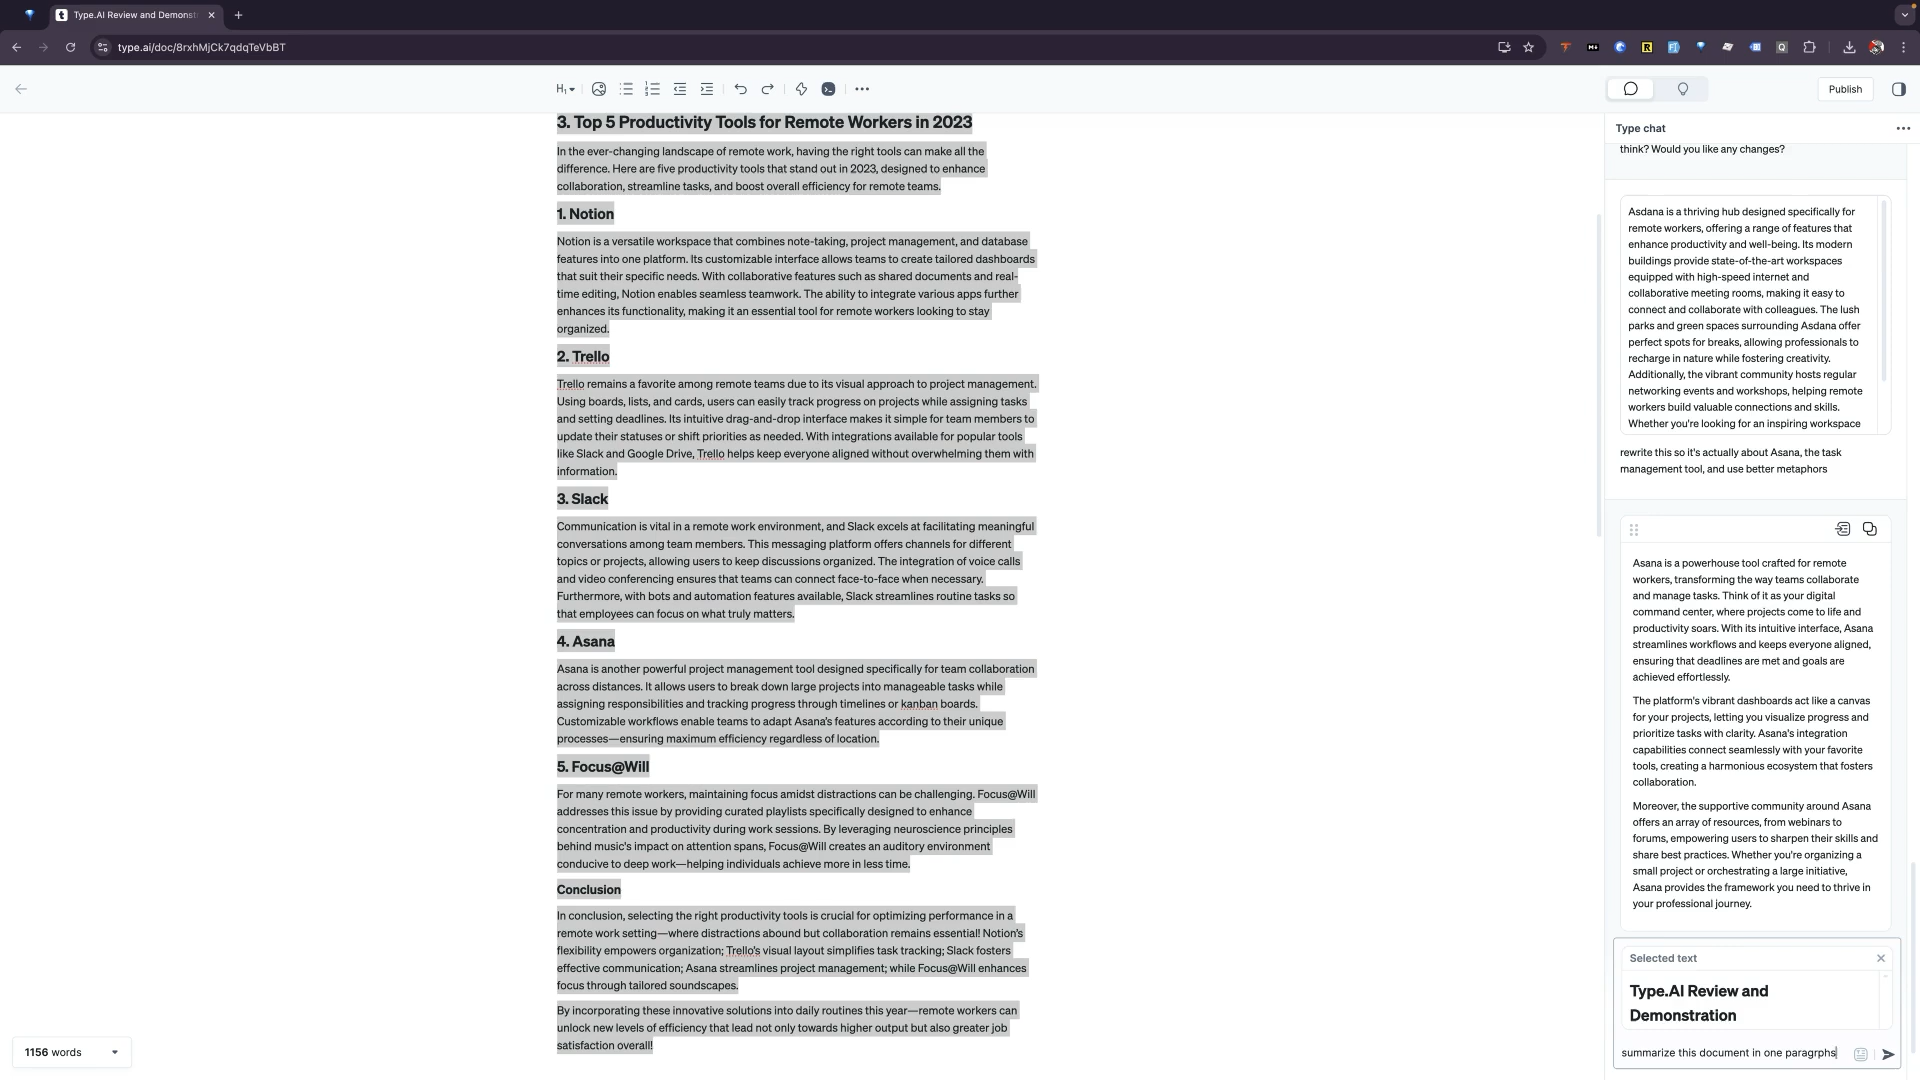 Type.AI Review and Demonst
type.ai/doc/8rxhMjCk7qdqTeVbBT
H1
Publish
3. Top 5 Productivity Tools for Remote Workers in 2023
In the ever-changing landscape of remote work, having the right tools can make all the
difference. Here are five productivity tools that stand out in 2023, designed to enhance
collaboration, streamline tasks, and boost overall efficiency for remote teams.
1. Notion
Notion is a versatile workspace that combines note-taking, project management, and database
features into one platform. Its customizable interface allows teams to create tailored dashboards
that suit their specific needs. With collaborative features such as shared documents and real-
time editing, Notion enables seamless teamwork. The ability to integrate various apps further
enhances its functionality, making it an essential tool for remote workers looking to stay
organized.
2. Trello
Trello remains a favorite among remote teams due to its visual approach to project management.
Using boards, lists, and cards, users can easily track progress on projects while assigning tasks
and setting deadlines. Its intuitive drag-and-drop interface makes it simple for team members to
update their statuses or shift priorities as needed. With integrations available for popular tools
like Slack and Google Drive, Trello helps keep everyone aligned without overwhelming them with
information.
3. Slack
Communication is vital in a remote work environment, and Slack excels at facilitating meaningful
conversations among team members. This messaging platform offers channels for different
topics or projects, allowing users to keep discussions organized. The integration of voice calls
and video conferencing ensures that teams can connect face-to-face when necessary.
Furthermore, with bots and automation features available, Slack streamlines routine tasks so
that employees can focus on what truly matters.
4. Asana
Asana is another powerful project management tool designed specifically for team collaboration
across distances. It allows users to break down large projects into manageable tasks while
assigning responsibilities and tracking progress through timelines or kanban boards.
Customizable workflows enable teams to adapt Asana's features according to their unique
processes—ensuring maximum efficiency regardless of location.
5. Focus@Will
For many remote workers, maintaining focus amidst distractions can be challenging. Focus@Will
addresses this issue by providing curated playlists specifically designed to enhance
concentration and productivity during work sessions. By leveraging neuroscience principles
behind music's impact on attention spans, Focus@Will creates an auditory environment
conducive to deep work—helping individuals achieve more in less time.
Conclusion
In conclusion, selecting the right productivity tools is crucial for optimizing performance in a
remote work setting—where distractions abound but collaboration remains essential! Notion's
flexibility empowers organization; Trello's visual layout simplifies task tracking; Slack fosters
effective communication; Asana streamlines project management; while Focus@Will enhances
focus through tailored soundscapes.
By incorporating these innovative solutions into daily routines this year—remote workers can
unlock new levels of efficiency that lead not only towards higher output but also greater job
satisfaction overall!
1156 words
Type chat
think? Would you like any changes?
Asdana is a thriving hub designed specifically for
remote workers, offering a range of features that
enhance productivity and well-being. Its modern
buildings provide state-of-the-art workspaces
equipped with high-speed internet and
collaborative meeting rooms, making it easy to
connect and collaborate with colleagues. The lush
parks and green spaces surrounding Asdana offer
perfect spots for breaks, allowing professionals to
recharge in nature while fostering creativity.
Additionally, the vibrant community hosts regular
networking events and workshops, helping remote
workers build valuable connections and skills.
Whether you're looking for an inspiring workspace
rewrite this so it's actually about Asana, the task
management tool, and use better metaphors
Asana is a powerhouse tool crafted for remote
workers, transforming the way teams collaborate
and manage tasks. Think of it as your digital
command center, where projects come to life and
productivity soars. With its intuitive interface, Asana
streamlines workflows and keeps everyone aligned,
ensuring that deadlines are met and goals are
achieved effortlessly.
The platform's vibrant dashboards act like a canvas
for your projects, letting you visualize progress and
prioritize tasks with clarity. Asana's integration
capabilities connect seamlessly with your favorite
tools, creating a harmonious ecosystem that fosters
collaboration.
Moreover, the supportive community around Asana
offers an array of resources, from webinars to
forums, empowering users to sharpen their skills and
share best practices. Whether you're organizing a
small project or orchestrating a large initiative,
Asana provides the framework you need to thrive in
your professional journey.
Selected text
Type.AI Review and
Demonstration
summarize this document in one paragrphs